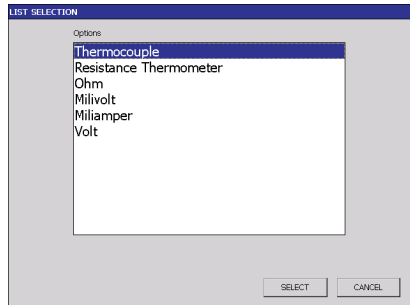 LIST SELECTION
Options
Thermocouple
Resistance Thermometer
Ohm
Milivolt
Miliamper
Volt
SELECT CANCEL